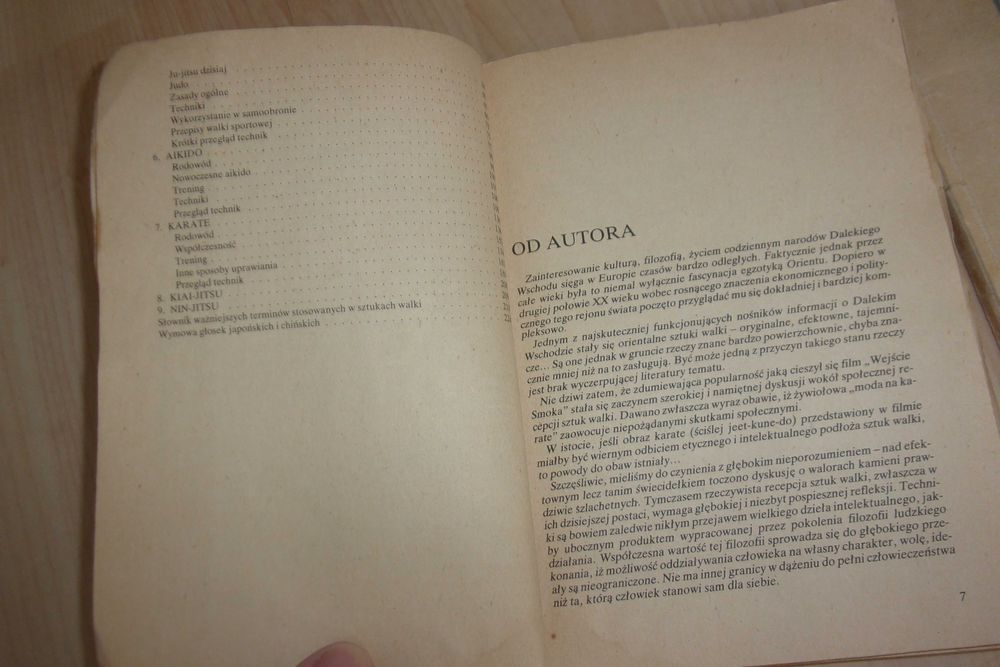 Ju-jitsu dzisiaj
Judo
Zasady ogólne
Techniki
Wykorzystanie w samoobronie
Przepisy walki sportowej
Krótki przegląd technik
6. AIKIDO
Rodowód
Nowoczesne aikido
Trening
Techniki
Przegląd technik
7. KARATE
Rodowód
Współczesność
Trening
Inne sposoby uprawiania
Przegląd technik
8. KIAI-JITSU
9. NIN-JITSU
Słownik ważniejszych terminów stosowanych w sztukach walki
Wymowa głosek japońskich i chińskich
OD AUTORA
Zainteresowanie kulturą, filozofią, życiem codziennym narodów Dalekiego
Wschodu sięga w Europie czasów bardzo odległych. Faktycznie jednak przez
całe wieki była to niemal wyłącznie fascynacja egzotyką Orientu. Dopiero w
drugiej połowie XX wieku wobec rosnącego znaczenia ekonomicznego i polity-
cznego tego rejonu świata poczęto przyglądać mu się dokładniej i bardziej kom-
pleksowo.
Jednym z najskuteczniej funkcjonujących nośników informacji o Dalekim
Wschodzie stały się orientalne sztuki walki – oryginalne, efektowne, tajemni-
cze... Są one jednak w gruncie rzeczy znane bardzo powierzchownie, chyba zna-
cznie mniej niż na to zasługują. Być może jedną z przyczyn takiego stanu rzeczy
jest brak wyczerpującej literatury tematu.
Nie dziwi zatem, że zdumiewająca popularność jaką cieszył się film „Wejście
Smoka” stała się zaczynem szerokiej i namiętnej dyskusji wokół społecznej re-
cepcji sztuk walki. Dawano zwłaszcza wyraz obawie, iż żywiołowa „moda na ka-
rate” zaowocuje niepożądanymi skutkami społecznymi.
W istocie, jeśli obraz karate (ściślej jeet-kune-do) przedstawiony w filmie
miałby być wiernym odbiciem etycznego i intelektualnego podłoża sztuk walki,
to powody do obaw istniały...
Szczęśliwie, mieliśmy do czynienia z głębokim nieporozumieniem – nad efek-
townym lecz tanim świecidełkiem toczono dyskusję o walorach kamieni praw-
dziwie szlachetnych. Tymczasem rzeczywista recepcja sztuk walki, zwłaszcza w
ich dzisiejszej postaci, wymaga głębokiej i niezbyt pospiesznej refleksji. Techni-
ki są bowiem zaledwie nikłym przejawem wielkiego dzieła intelektualnego, jak-
by ubocznym produktem wypracowanej przez pokolenia filozofii ludzkiego
działania. Współczesna wartość tej filozofii sprowadza się do głębokiego prze-
konania, iż możliwość oddziaływania człowieka na własny charakter, wolę, ide-
ały są nieograniczone. Nie ma innej granicy w dążeniu do pełni człowieczeństwa
niż ta, którą człowiek stanowi sam dla siebie.
7